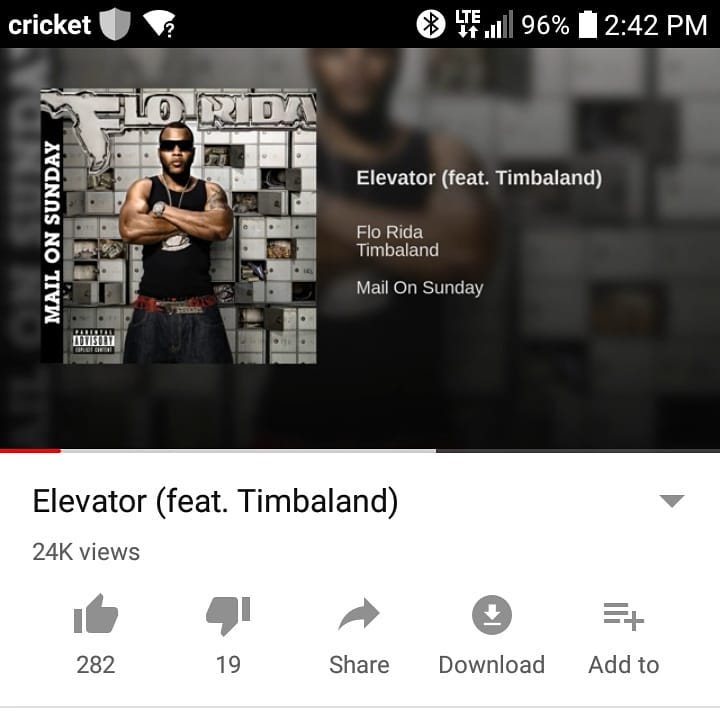 cricket ? LTE 96% 2:42 PM
FLO RIDA
MAIL ON SUNDAY
PARENTAL
ADVISORY
EXPLICIT CONTENT
Elevator (feat. Timbaland)
Flo Rida
Timbaland
Mail On Sunday
Elevator (feat. Timbaland)
24K views
282 19 Share Download Add to